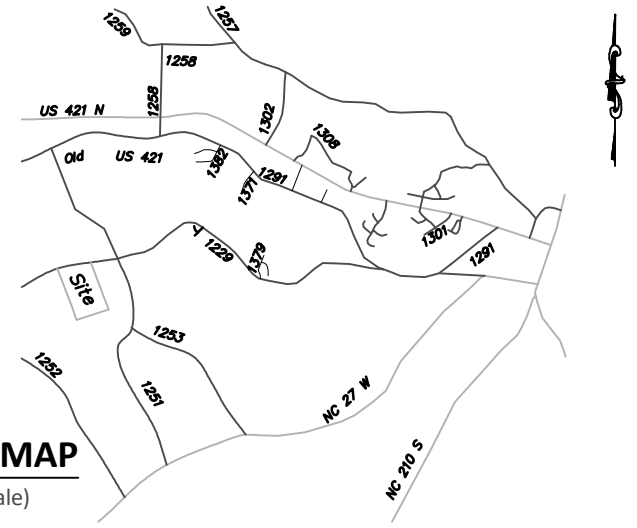 1259
1257
1258
1258
US 421 N
1302
1308
Old US 421
1382
1371
1291
1301
1291
1229
1379
Site
1253
1252
1251
NC 27 W
NC 210 S
MAP
ale)